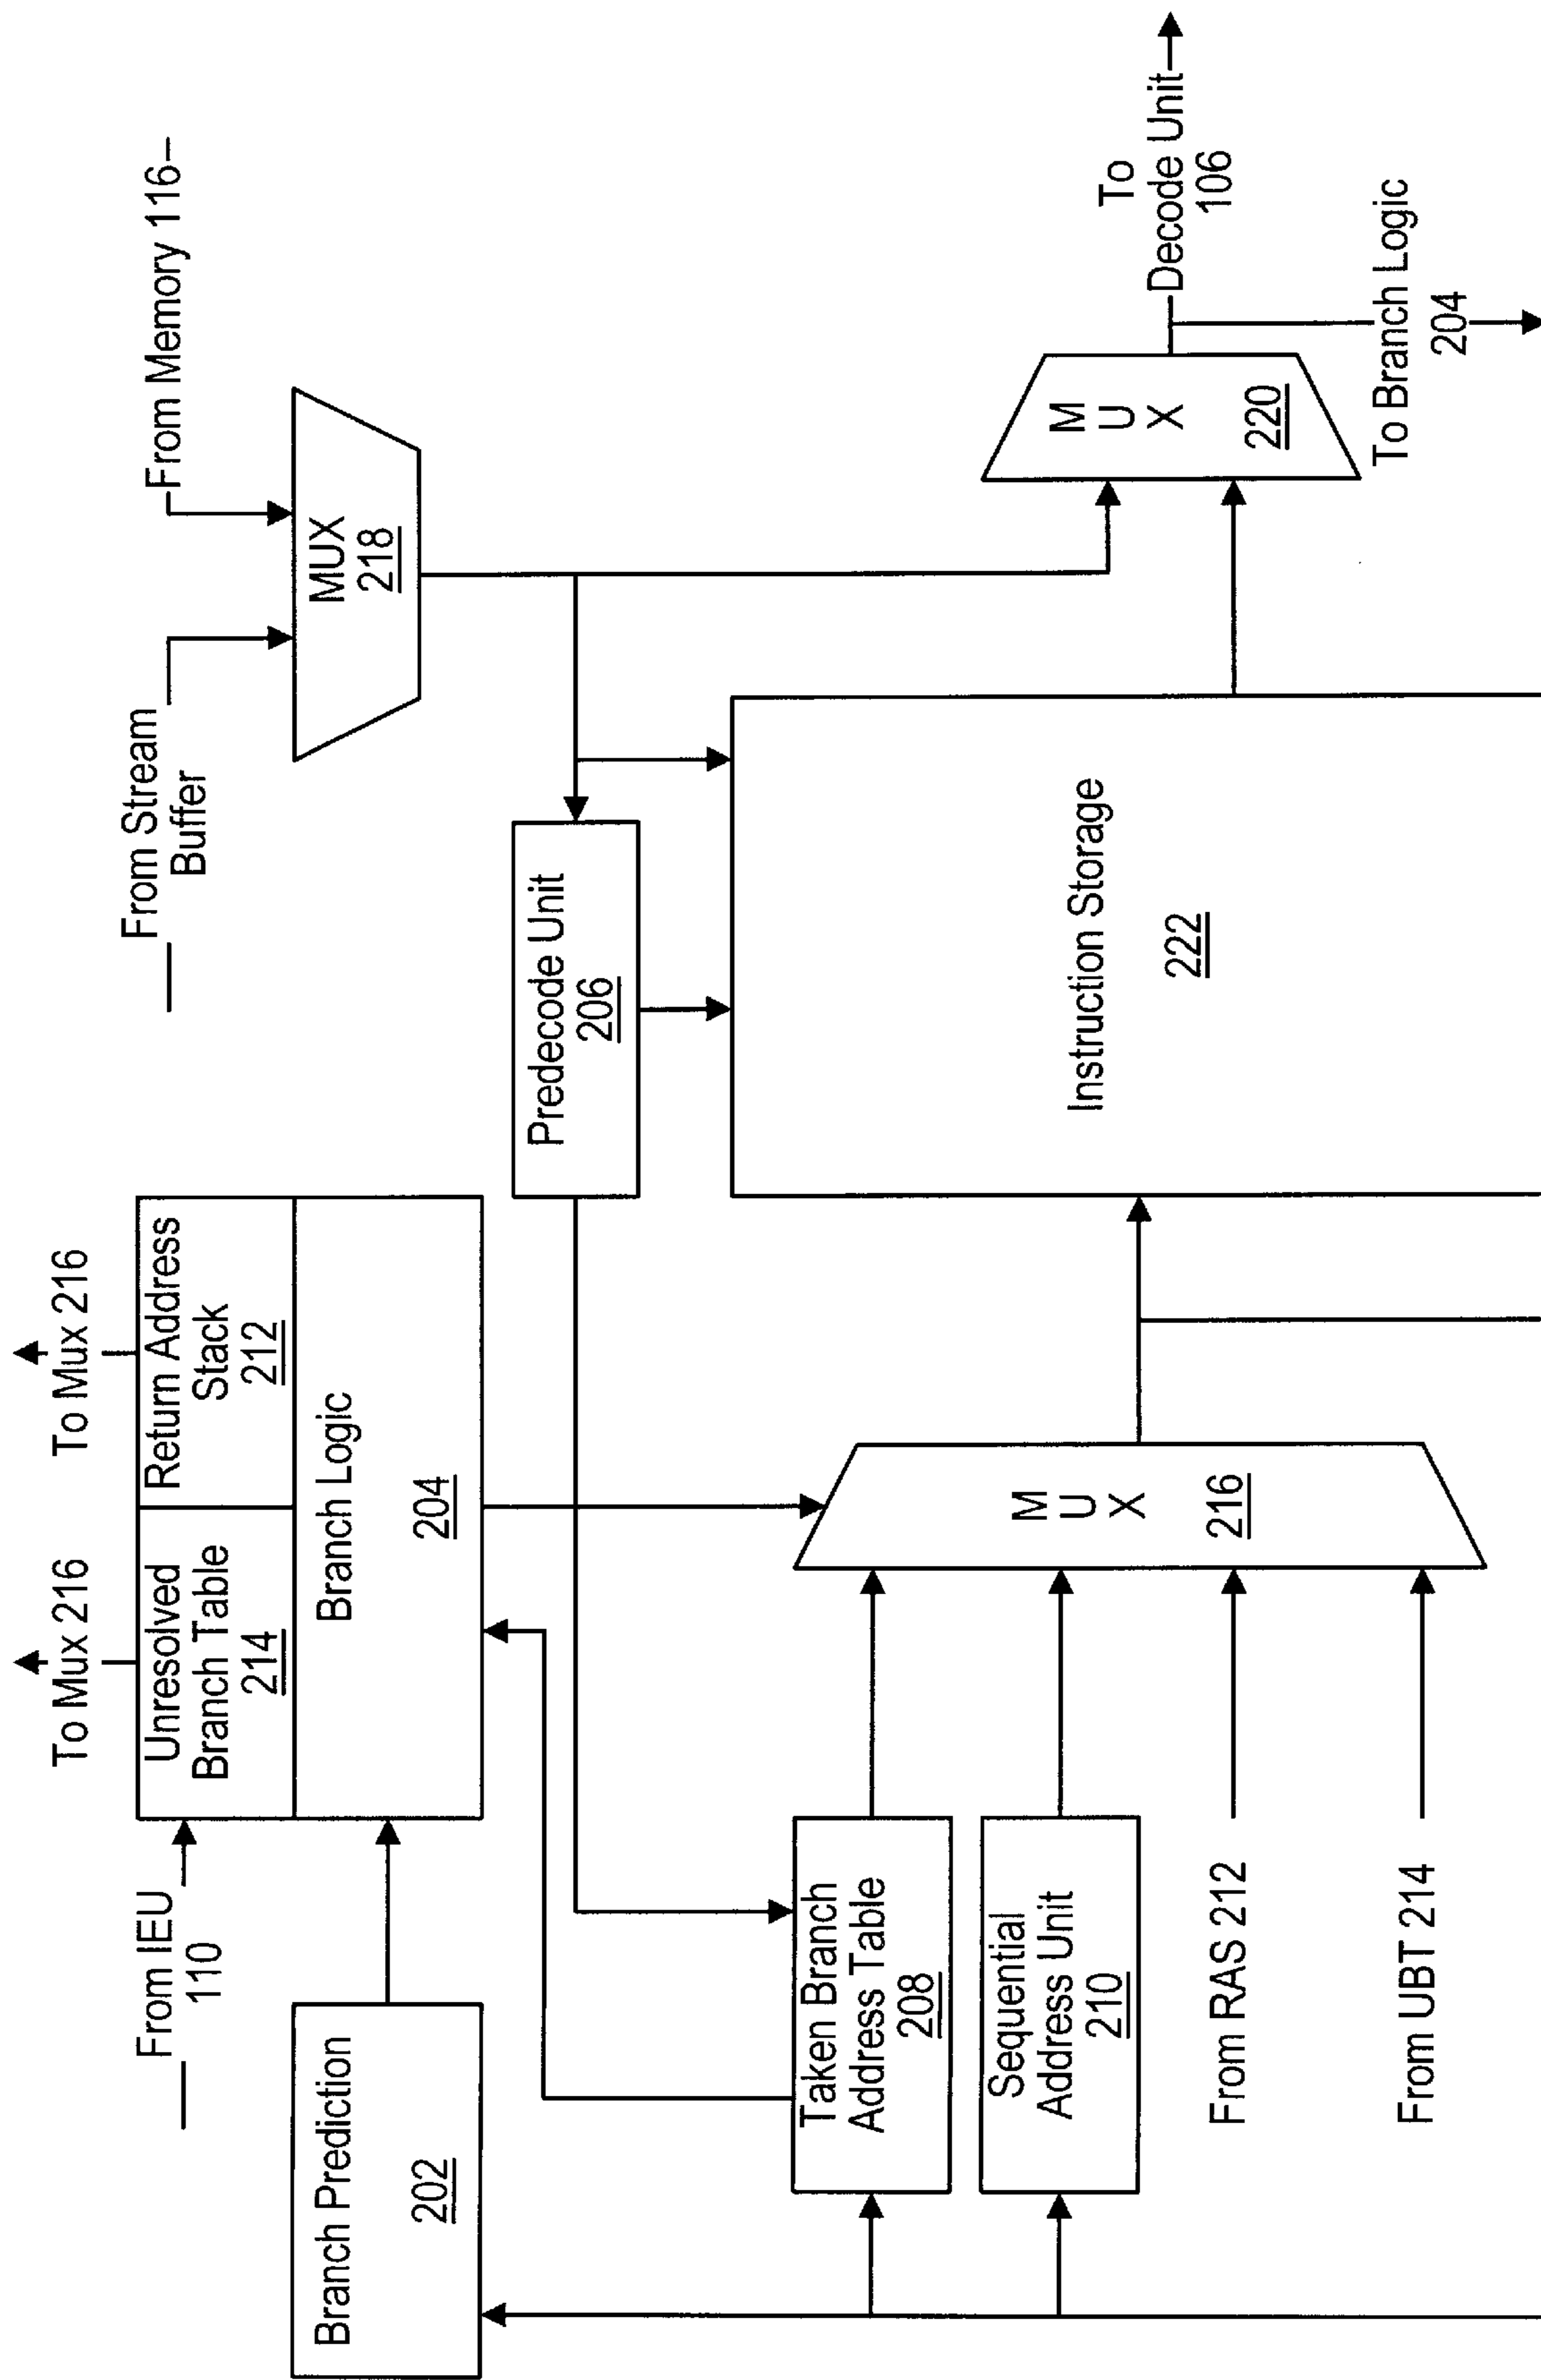 To Mux 216
To Mux 216
From IEU
110
Unresolved
Branch Table
214
Return Address
Stack
212
From Stream
Buffer
From Memory 116
Branch Prediction
202
Branch Logic
204
MUX
218
Predecode Unit
206
Taken Branch
Address Table
208
Sequential
Address Unit
210
From RAS 212
From UBT 214
M
U
X
216
Instruction Storage
222
M
U
X
220
To
Decode Unit
106
To Branch Logic
204